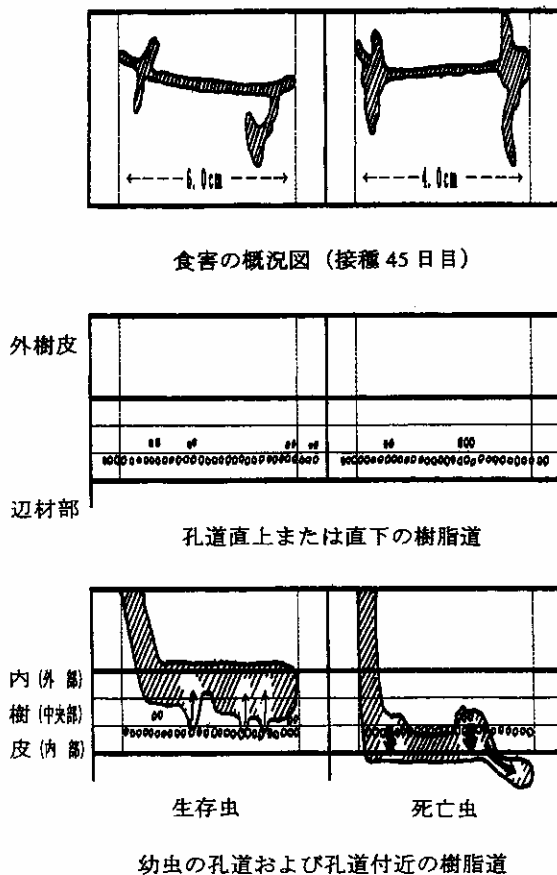 ←----6.0cm----→ ←----4.0cm----→
食害の概況図（接種45日目）
外樹皮
辺材部
孔道直上または直下の樹脂道
内（外部）
樹（中央部）
皮（内部）
生存虫 死亡虫
幼虫の孔道および孔道付近の樹脂道